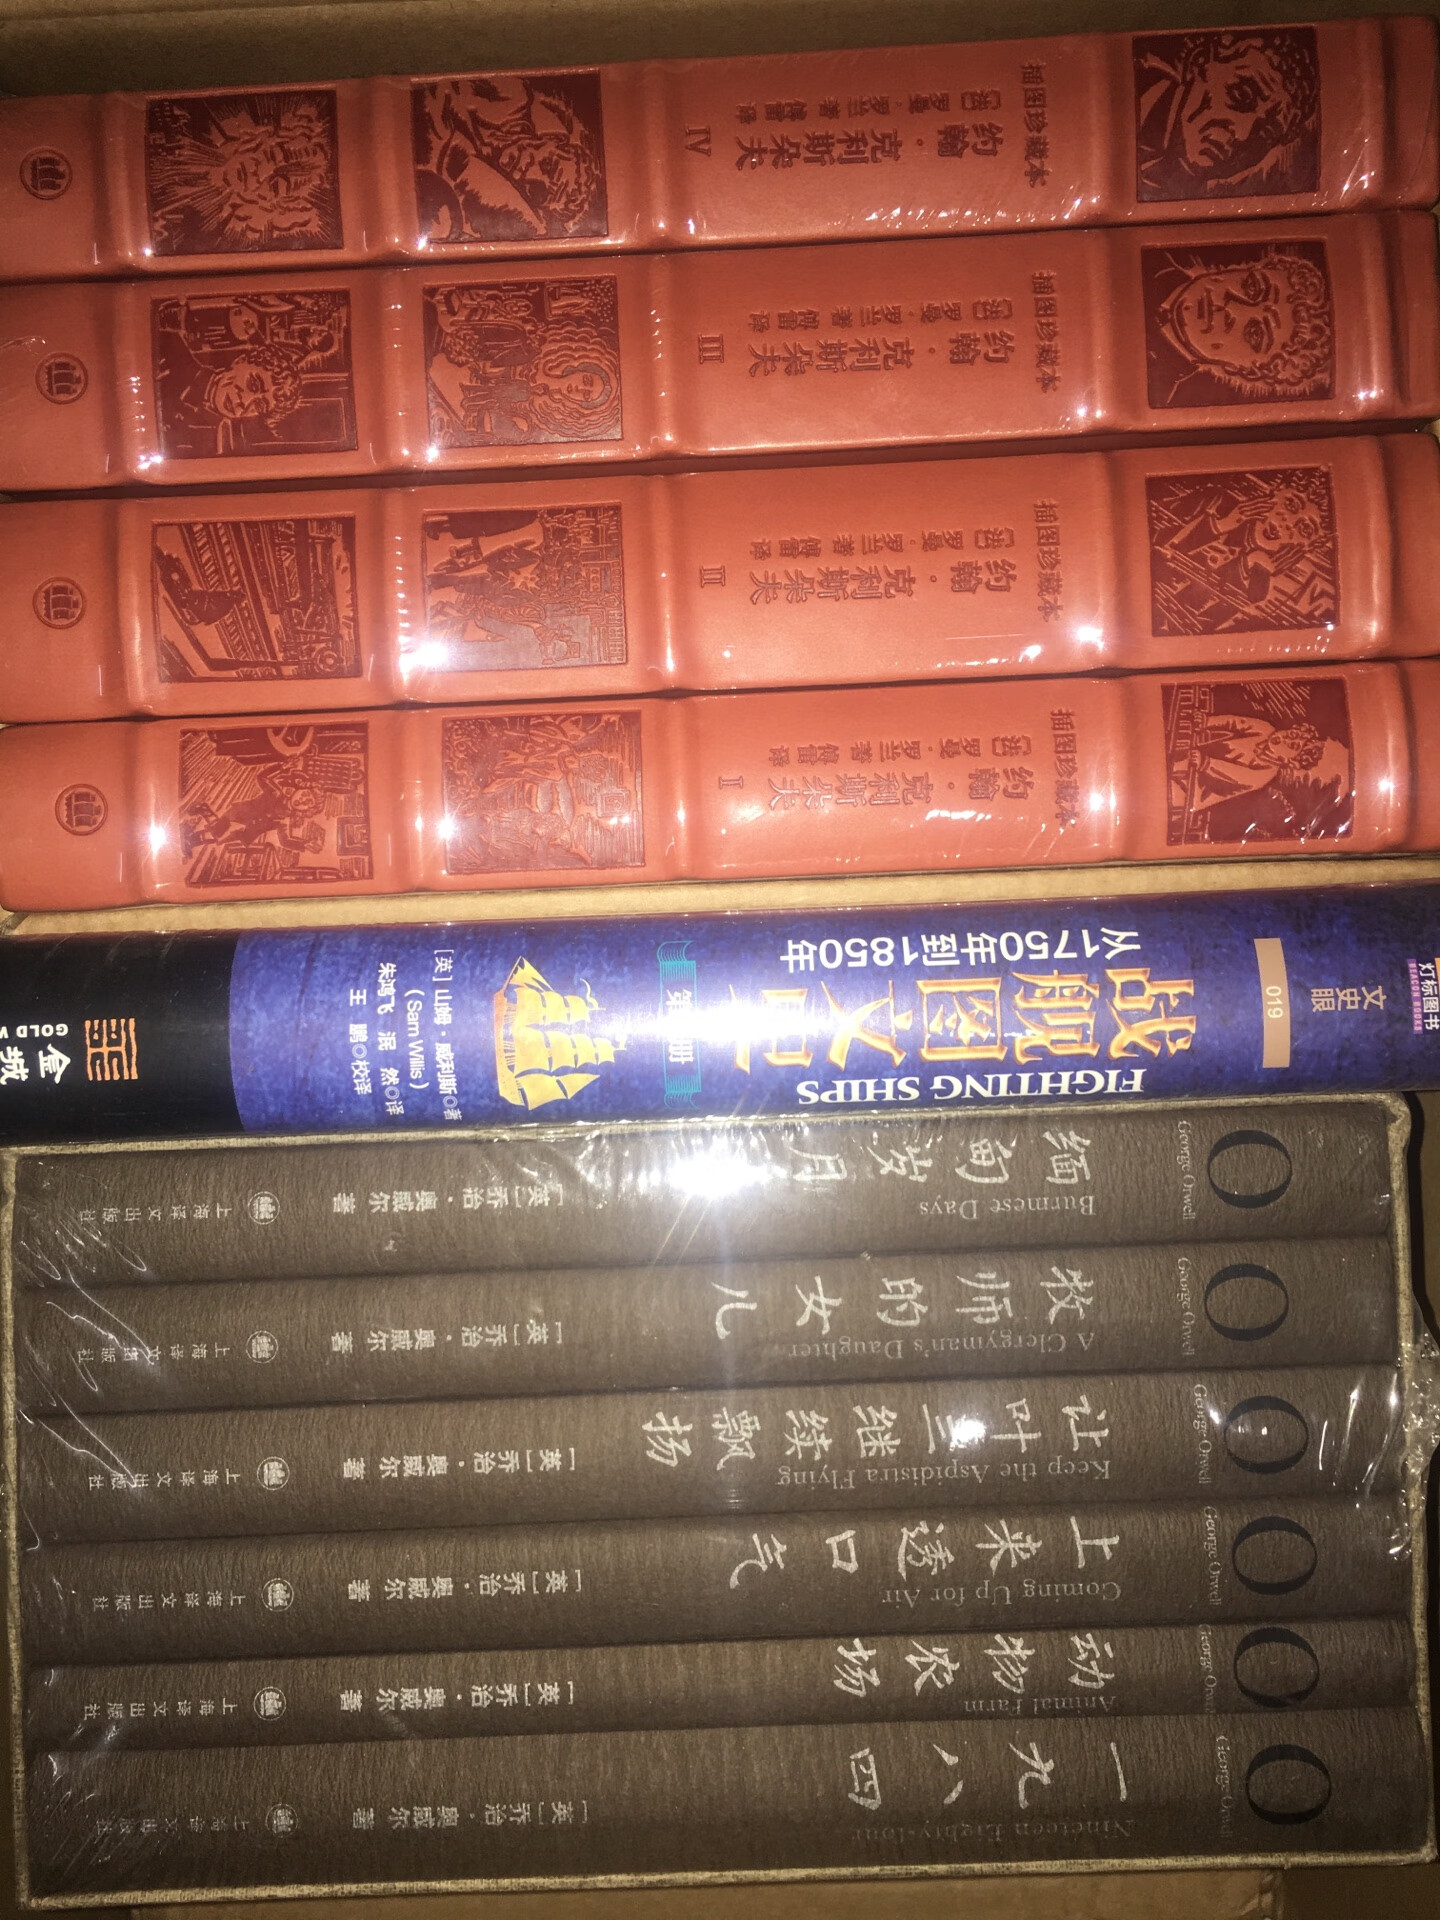 插图珍藏本
约翰·克利斯朵夫
[法]罗曼·罗兰著 傅雷译
IV
插图珍藏本
约翰·克利斯朵夫
[法]罗曼·罗兰著 傅雷译
III
插图珍藏本
约翰·克利斯朵夫
[法]罗曼·罗兰著 傅雷译
II
插图珍藏本
约翰·克利斯朵夫
[法]罗曼·罗兰著 傅雷译
I
灯标图书
BEACON BOOKS
文史眼
019
FIGHTING SHIPS
战舰图文史
从1750年到1850年
[英]山姆·威利斯◎著
(Sam Willis)
朱鸿飞 泯然◎译
王鹏◎校译
金城
GOLD W
George Orwell
缅甸岁月
Burmese Days
[英]乔治·奥威尔 著
上海译文出版社
George Orwell
牧师的女儿
A Clergyman's Daughter
[英]乔治·奥威尔 著
上海译文出版社
George Orwell
让叶兰继续飘扬
Keep the Aspidistra Flying
[英]乔治·奥威尔 著
上海译文出版社
George Orwell
上来透口气
Coming Up for Air
[英]乔治·奥威尔 著
上海译文出版社
George Orwell
动物农场
Animal Farm
[英]乔治·奥威尔 著
上海译文出版社
George Orwell
一九八四
Nineteen Eighty-four
[英]乔治·奥威尔 著
上海译文出版社